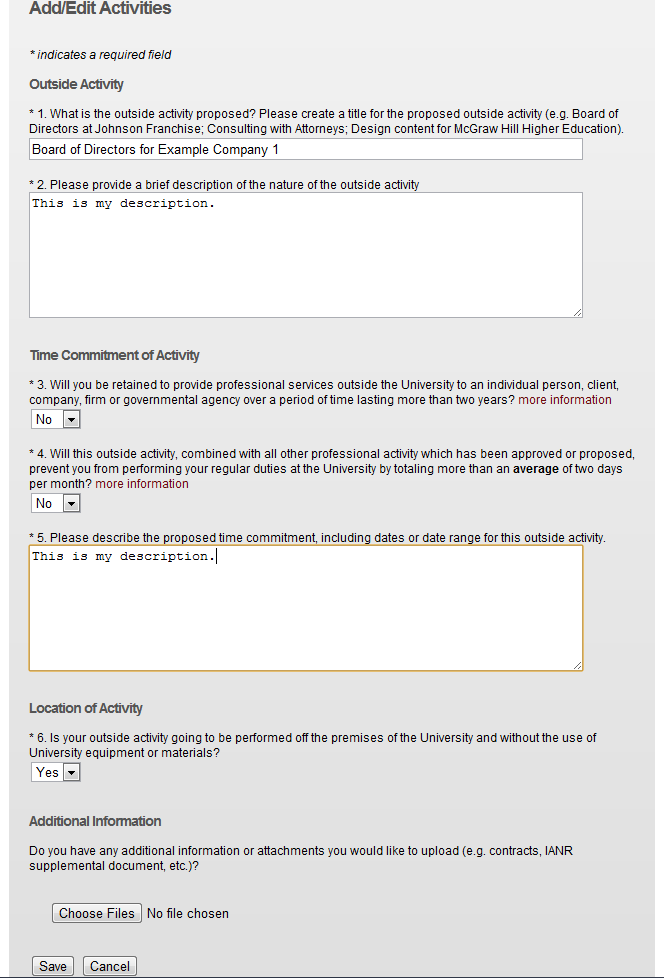 Add/Edit Activities
* indicates a required field
Outside Activity
* 1. What is the outside activity proposed? Please create a title for the proposed outside activity (e.g. Board of
Directors at Johnson Franchise; Consulting with Attorneys; Design content for McGraw Hill Higher Education).
Board of Directors for Example Company 1
* 2. Please provide a brief description of the nature of the outside activity
This is my description.
Time Commitment of Activity
* 3. Will you be retained to provide professional services outside the University to an individual person, client,
company, firm or governmental agency over a period of time lasting more than two years? more information
No
* 4. Will this outside activity, combined with all other professional activity which has been approved or proposed,
prevent you from performing your regular duties at the University by totaling more than an average of two days
per month? more information
No
* 5. Please describe the proposed time commitment, including dates or date range for this outside activity.
This is my description.
Location of Activity
* 6. Is your outside activity going to be performed off the premises of the University and without the use of
University equipment or materials?
Yes
Additional Information
Do you have any additional information or attachments you would like to upload (e.g. contracts, IANR
supplemental document, etc.)?
Choose Files No file chosen
Save Cancel